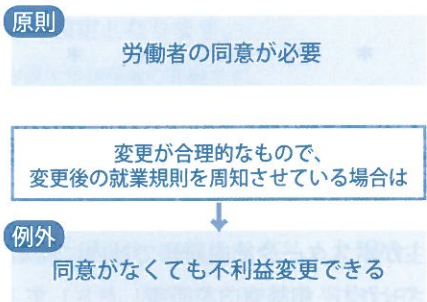 原則
労働者の同意が必要
変更が合理的なもので、
変更後の就業規則を周知させている場合は
例外
同意がなくても不利益変更できる